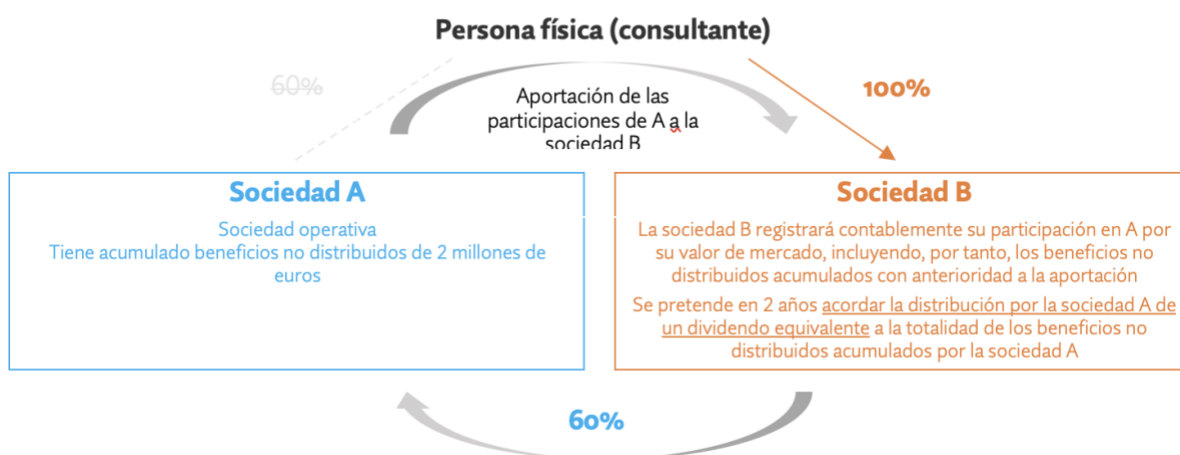 Persona física (consultante)
60%
100%
Aportación de las
participaciones de A a la
sociedad B
Sociedad A
Sociedad operativa
Tiene acumulado beneficios no distribuidos de 2 millones de
euros
Sociedad B
La sociedad B registrará contablemente su participación en A por
su valor de mercado, incluyendo, por tanto, los beneficios no
distribuidos acumulados con anterioridad a la aportación
Se pretende en 2 años acordar la distribución por la sociedad A de
un dividendo equivalente a la totalidad de los beneficios no
distribuidos acumulados por la sociedad A
60%